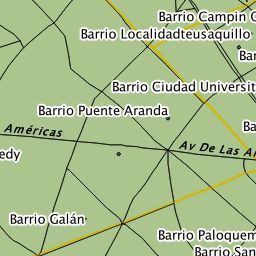 Barrio Campin
Barrio Localidadteusaquillo
Bar
Barrio Ciudad Universit
Barrio Puente Aranda
Américas
Av De Las
edy
Barrio Galán
Barrio Paloquem
Barrio San